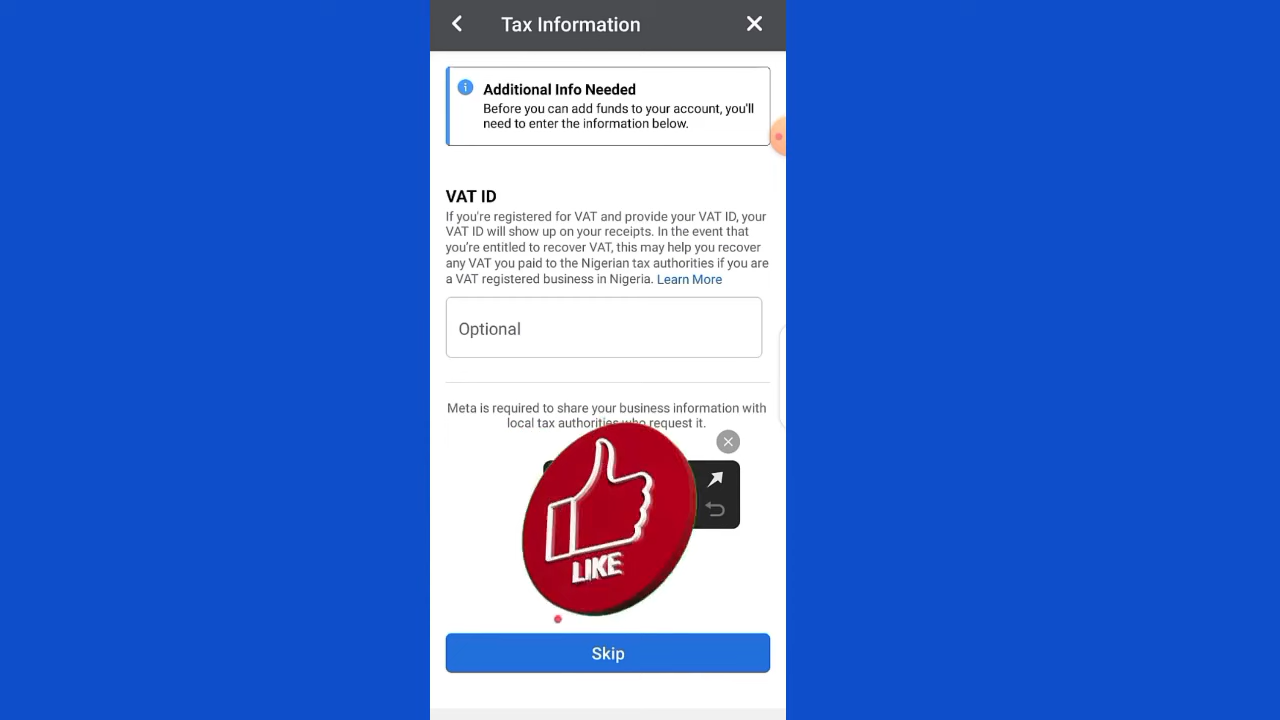 Tax Information
Additional Info Needed
Before you can add funds to your account, you'll
need to enter the information below.
VAT ID
If you're registered for VAT and provide your VAT ID, your
VAT ID will show up on your receipts. In the event that
you're entitled to recover VAT, this may help you recover
any VAT you paid to the Nigerian tax authorities if you are
a VAT registered business in Nigeria. Learn More
Optional
Meta is required to share your business information with
local tax authorities who request it.
LIKE
Skip